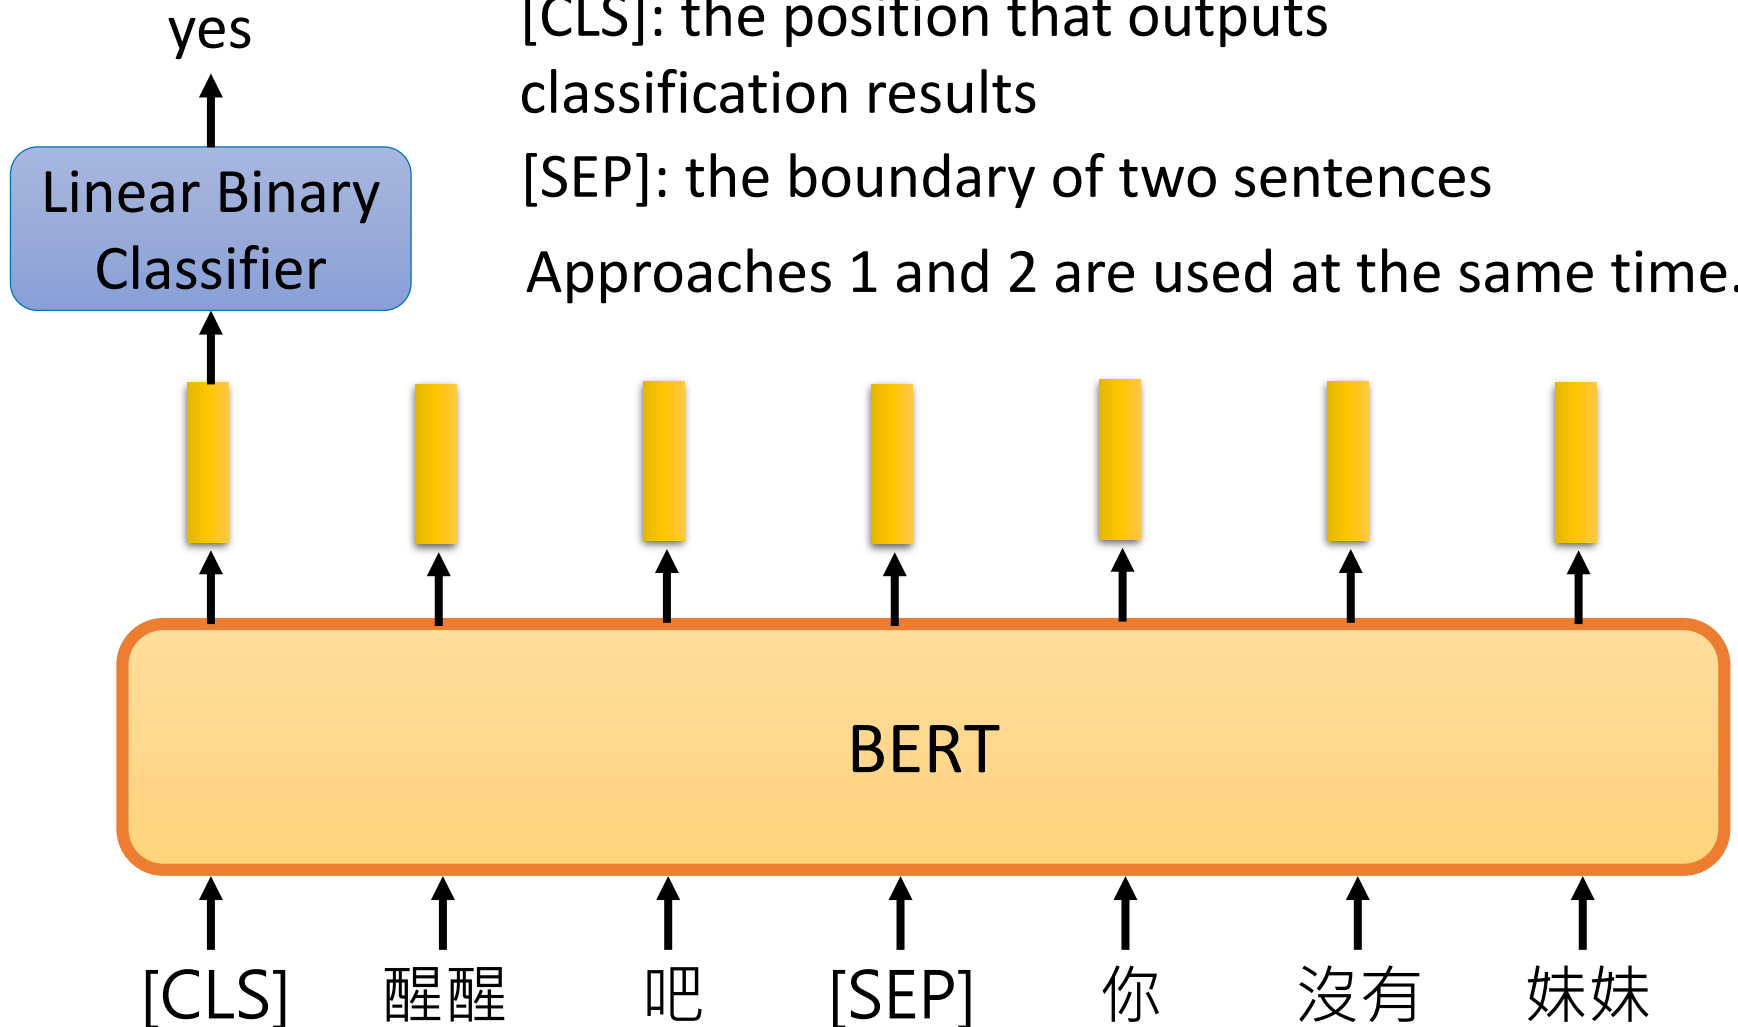 yes
[CLS]: the position that outputs
classification results
[SEP]: the boundary of two sentences
Linear Binary
Classifier
Approaches 1 and 2 are used at the same time.
BERT
[CLS] 醒醒 吧 [SEP] 你 沒有 妹妹